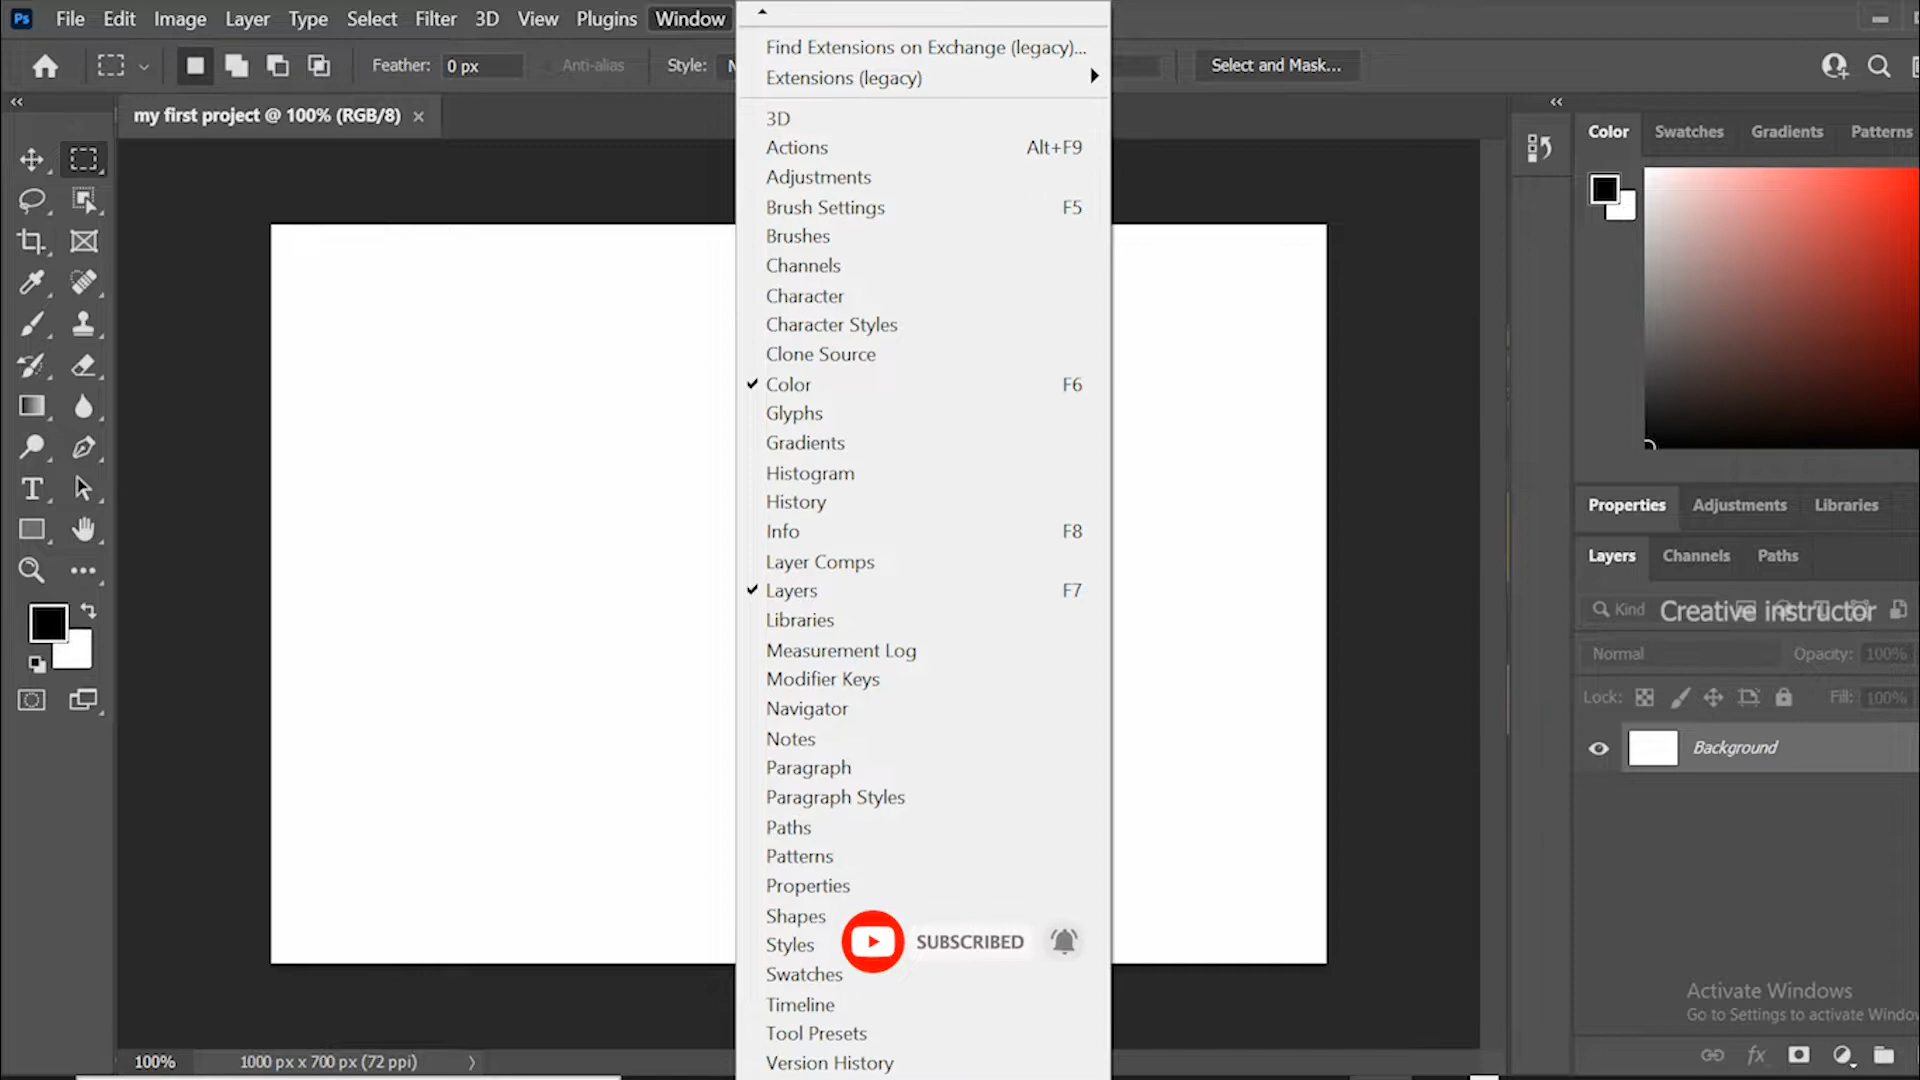 Ps File Edit Image Layer Type Select Filter 3D View Plugins Window
Feather: 0 px Anti-alias Style: Select and Mask...
my first project @ 100% (RGB/8)
Find Extensions on Exchange (legacy)...
Extensions (legacy)
3D
Actions Alt+F9
Adjustments
Brush Settings F5
Brushes
Channels
Character
Character Styles
Clone Source
Color F6
Glyphs
Gradients
Histogram
History
Info F8
Layer Comps
Layers F7
Libraries
Measurement Log
Modifier Keys
Navigator
Notes
Paragraph
Paragraph Styles
Paths
Patterns
Properties
Shapes
Styles
SUBSCRIBED
Swatches
Timeline
Tool Presets
Version History
Color Swatches Gradients Patterns
Properties Adjustments Libraries
Layers Channels Paths
Kind
Creative instructor
Normal Opacity: 100%
Lock: Fill: 100%
Background
Activate Windows
Go to Settings to activate Windo
fx
100% 1000 px x 700 px (72 ppi)